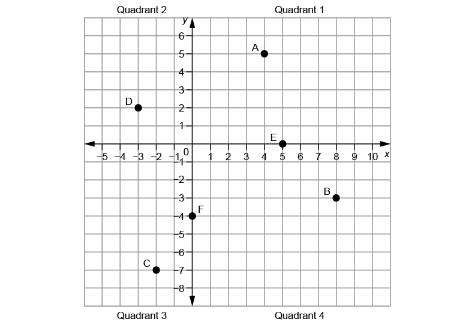 Quadrant 2 Quadrant 1
y
6
A
5
4
3
D
2
1
E
0
x
-5 -4 -3 -2 -1 1 2 3 4 5 6 7 8 9 10
-1
-2
B
-3
F
-4
-5
-6
C
-7
-8
Quadrant 3 Quadrant 4